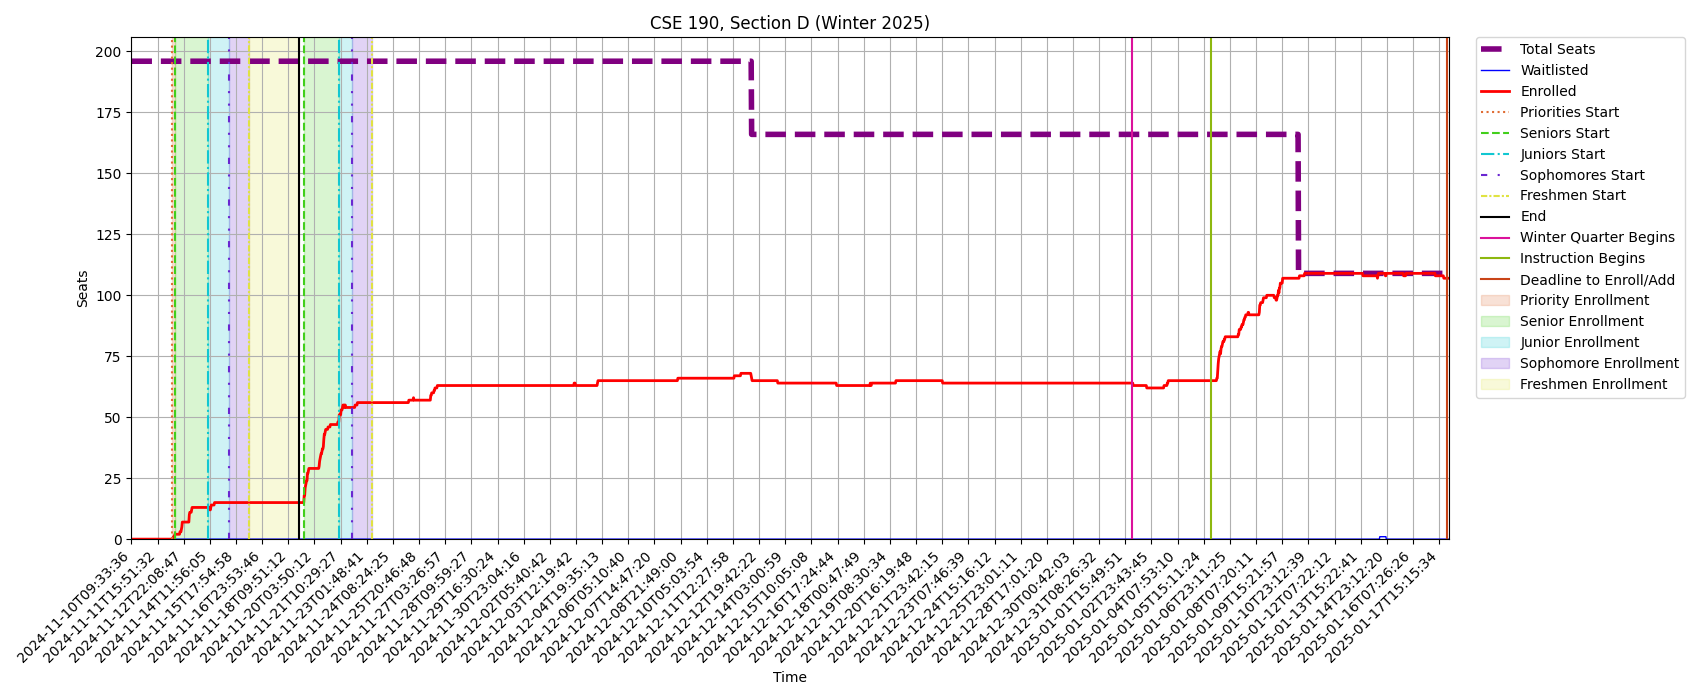 CSE 190, Section D (Winter 2025)
Seats
200
175
150
125
100
75
50
25
0
2024-11-10T09:33:36
2024-11-11T15:51:32
2024-11-12T22:08:47
2024-11-14T11:56:05
2024-11-15T17:54:58
2024-11-16T23:53:46
2024-11-18T09:51:12
2024-11-20T03:50:12
2024-11-21T10:29:27
2024-11-23T01:48:41
2024-11-24T08:24:25
2024-11-25T20:46:48
2024-11-27T03:26:57
2024-11-28T09:59:27
2024-11-29T16:30:24
2024-11-30T23:04:16
2024-12-02T05:40:42
2024-12-03T12:19:42
2024-12-04T19:35:13
2024-12-06T05:10:40
2024-12-07T14:47:20
2024-12-08T21:49:00
2024-12-10T05:03:54
2024-12-11T12:27:58
2024-12-12T19:42:22
2024-12-14T03:00:59
2024-12-15T10:05:08
2024-12-16T17:24:44
2024-12-18T00:47:49
2024-12-19T08:30:34
2024-12-20T16:19:48
2024-12-21T23:42:15
2024-12-23T07:46:39
2024-12-24T15:16:12
2024-12-25T23:01:11
2024-12-28T17:01:20
2024-12-30T00:42:03
2024-12-31T08:26:32
2025-01-01T15:49:51
2025-01-02T23:43:45
2025-01-04T07:53:10
2025-01-05T15:11:24
2025-01-06T23:11:25
2025-01-08T07:20:11
2025-01-09T15:21:57
2025-01-10T23:12:39
2025-01-12T07:22:12
2025-01-13T15:22:41
2025-01-14T23:12:20
2025-01-16T07:26:26
2025-01-17T15:15:34
Time
Total Seats
Waitlisted
Enrolled
Priorities Start
Seniors Start
Juniors Start
Sophomores Start
Freshmen Start
End
Winter Quarter Begins
Instruction Begins
Deadline to Enroll/Add
Priority Enrollment
Senior Enrollment
Junior Enrollment
Sophomore Enrollment
Freshmen Enrollment